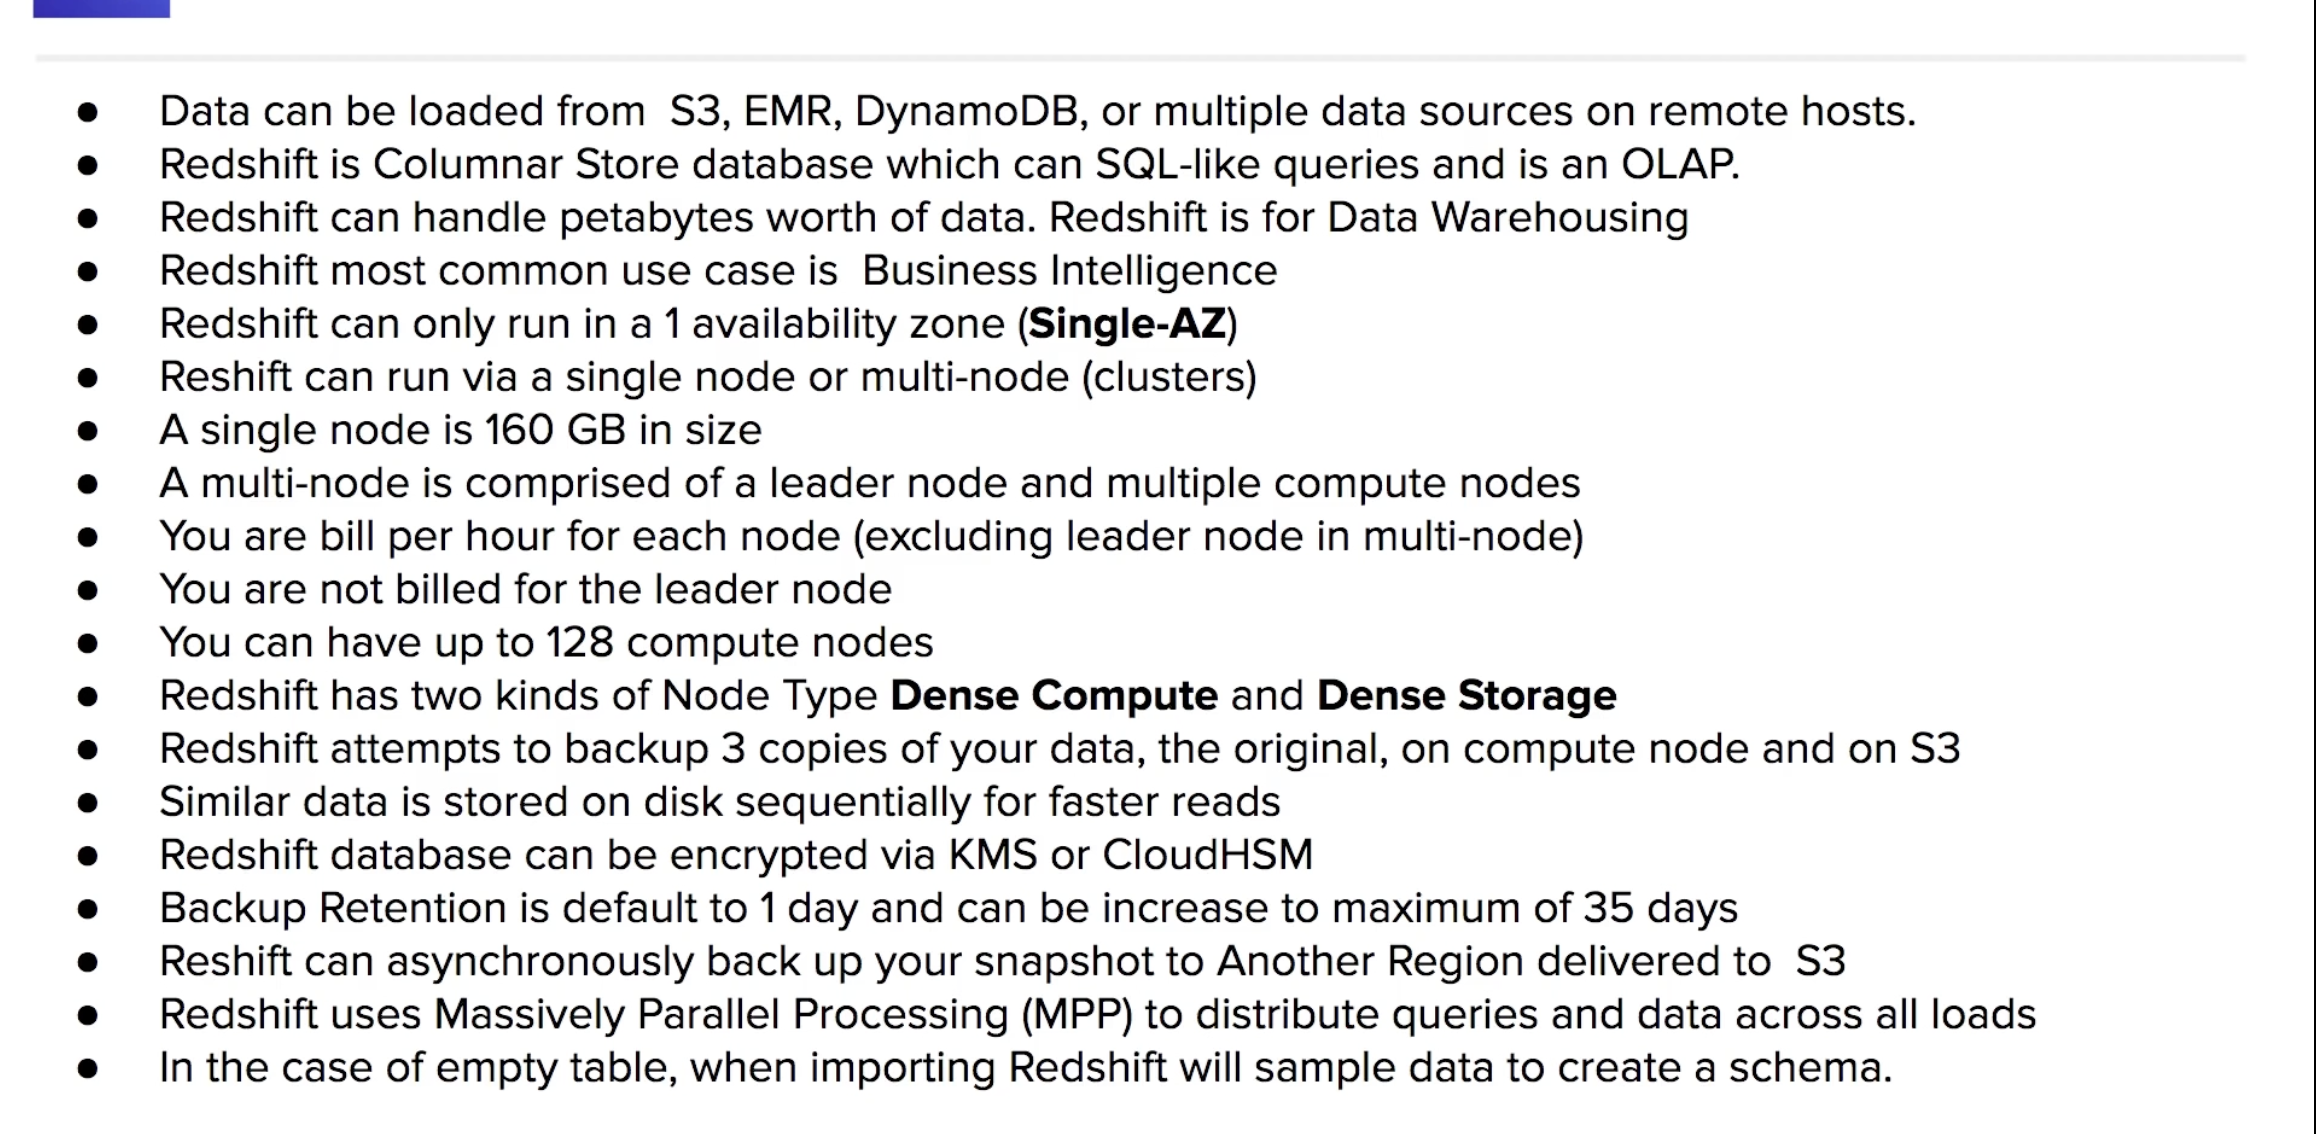 ● Data can be loaded from  S3, EMR, DynamoDB, or multiple data sources on remote hosts.
● Redshift is Columnar Store database which can SQL-like queries and is an OLAP.
● Redshift can handle petabytes worth of data. Redshift is for Data Warehousing
● Redshift most common use case is  Business Intelligence
● Redshift can only run in a 1 availability zone (Single-AZ)
● Reshift can run via a single node or multi-node (clusters)
● A single node is 160 GB in size
● A multi-node is comprised of a leader node and multiple compute nodes
● You are bill per hour for each node (excluding leader node in multi-node)
● You are not billed for the leader node
● You can have up to 128 compute nodes
● Redshift has two kinds of Node Type Dense Compute and Dense Storage
● Redshift attempts to backup 3 copies of your data, the original, on compute node and on S3
● Similar data is stored on disk sequentially for faster reads
● Redshift database can be encrypted via KMS or CloudHSM
● Backup Retention is default to 1 day and can be increase to maximum of 35 days
● Reshift can asynchronously back up your snapshot to Another Region delivered to  S3
● Redshift uses Massively Parallel Processing (MPP) to distribute queries and data across all loads
● In the case of empty table, when importing Redshift will sample data to create a schema.